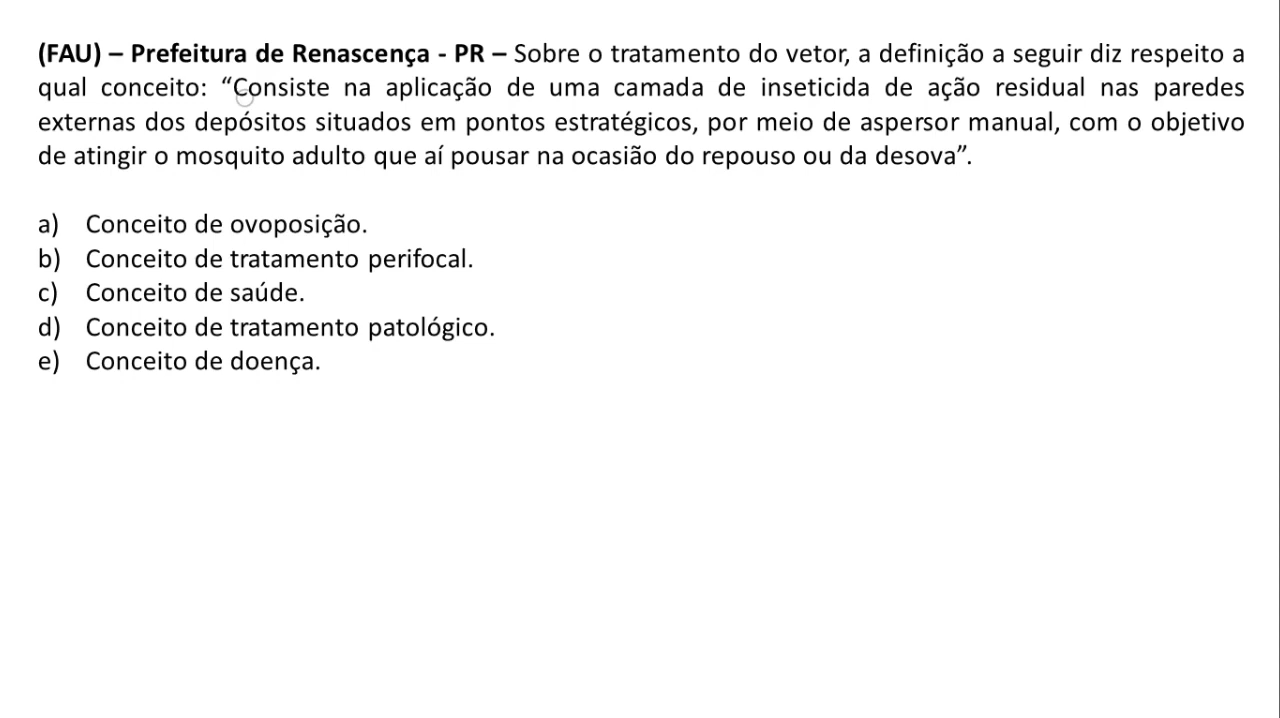 (FAU) – Prefeitura de Renascença - PR – Sobre o tratamento do vetor, a definição a seguir diz respeito a
qual conceito: “Consiste na aplicação de uma camada de inseticida de ação residual nas paredes
externas dos depósitos situados em pontos estratégicos, por meio de aspersor manual, com o objetivo
de atingir o mosquito adulto que aí pousar na ocasião do repouso ou da desova”.
a) Conceito de ovoposição.
b) Conceito de tratamento perifocal.
c) Conceito de saúde.
d) Conceito de tratamento patológico.
e) Conceito de doença.